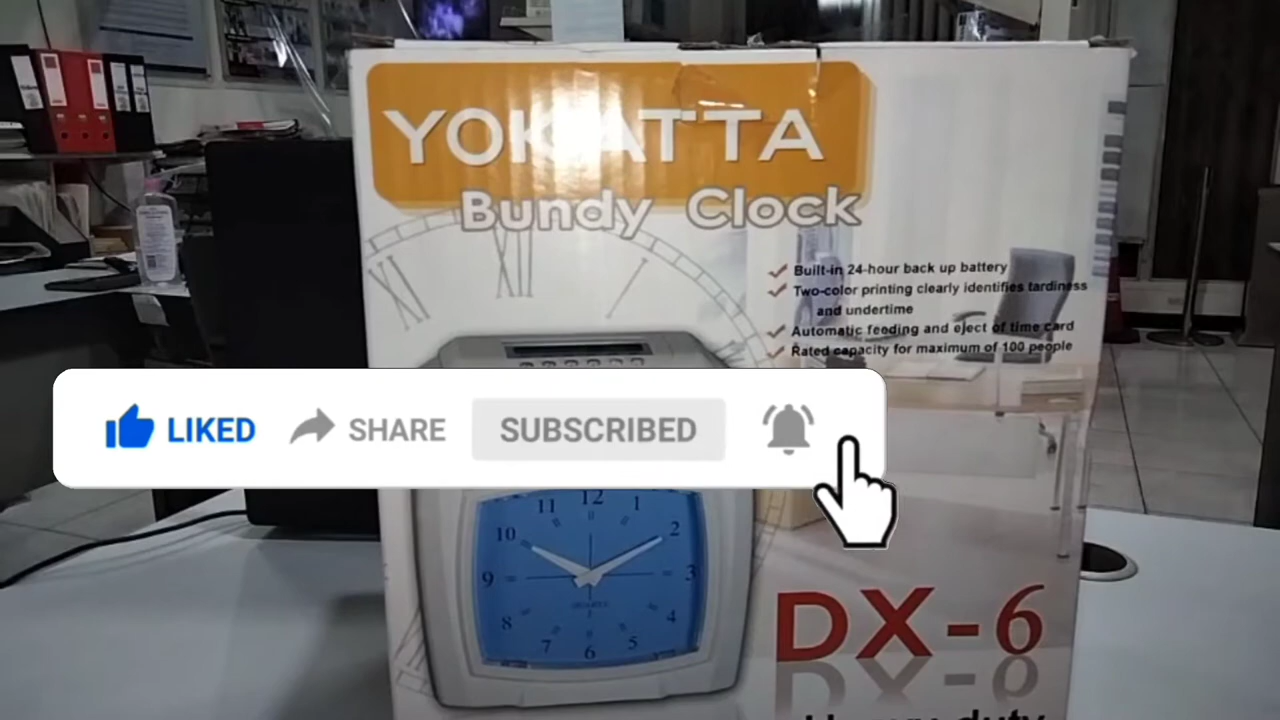 YOKATTA
Bundy Clock
Built-in 24-hour back up battery
Two-color printing clearly identifies tardiness
and undertime
Automatic feeding and eject of time card
Rated capacity for maximum of 100 people
LIKED SHARE SUBSCRIBED
11 12 1
10 2
9 3
8 4
7 6 5
DX-6
duty